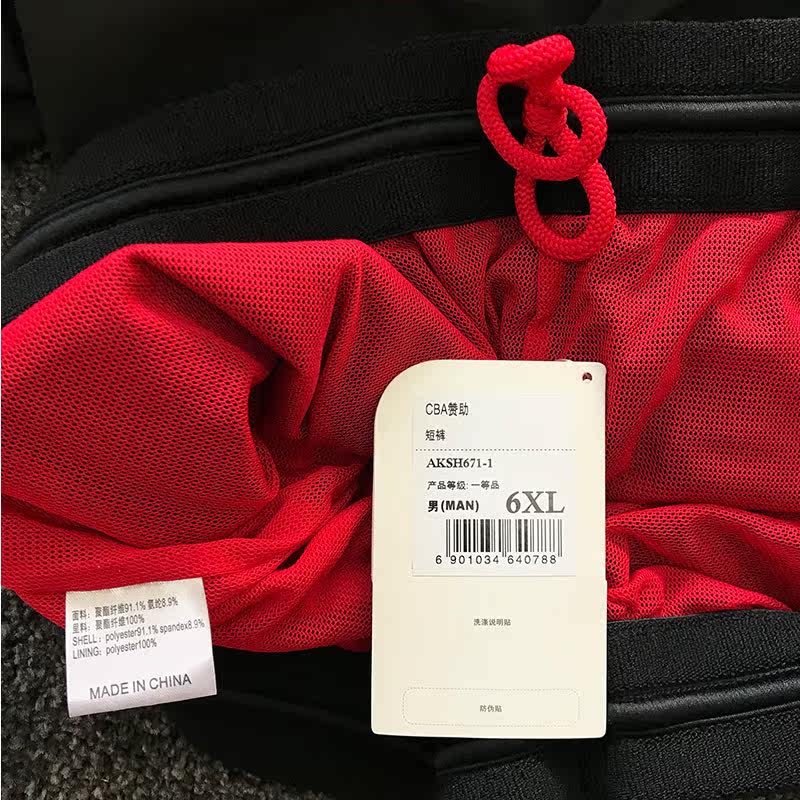 CBA赞助
短裤
AKSH671-1
产品等级: 一等品
男(MAN) 6XL
6 901034 640788
洗涤说明贴
防伪贴
面料：聚酯纤维91.1% 氨纶8.9%
里料：聚酯纤维100%
SHELL：polyester91.1% spandex8.9%
LINING：polyester100%
MADE IN CHINA